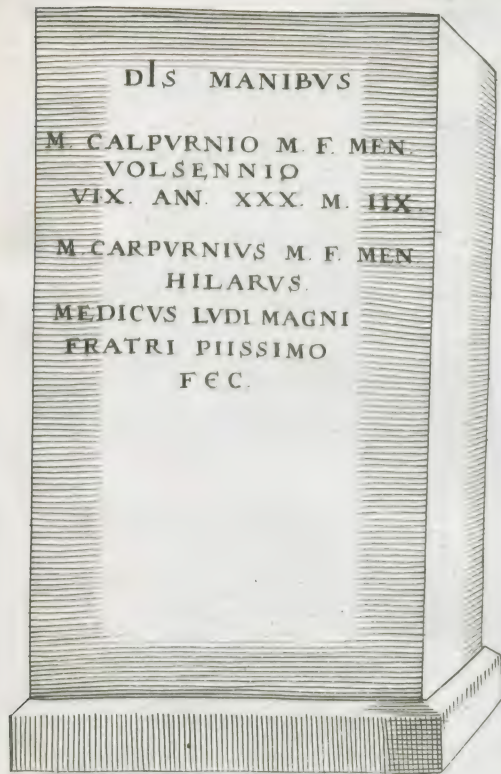 DIS MANIBVS
M. CALPVRNIO M. F. MEN.
VOLSENNIO
VIX. ANN. XXX. M. IIX.
M. CARPVRNIVS M. F. MEN
HILARVS.
MEDICVS LVDI MAGNI
FRATRI PIISSIMO
FEC.